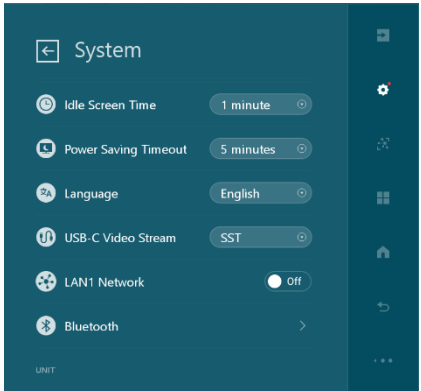 System
Idle Screen Time 1 minute
Power Saving Timeout 5 minutes
Language English
USB-C Video Stream SST
LAN1 Network Off
Bluetooth
UNIT